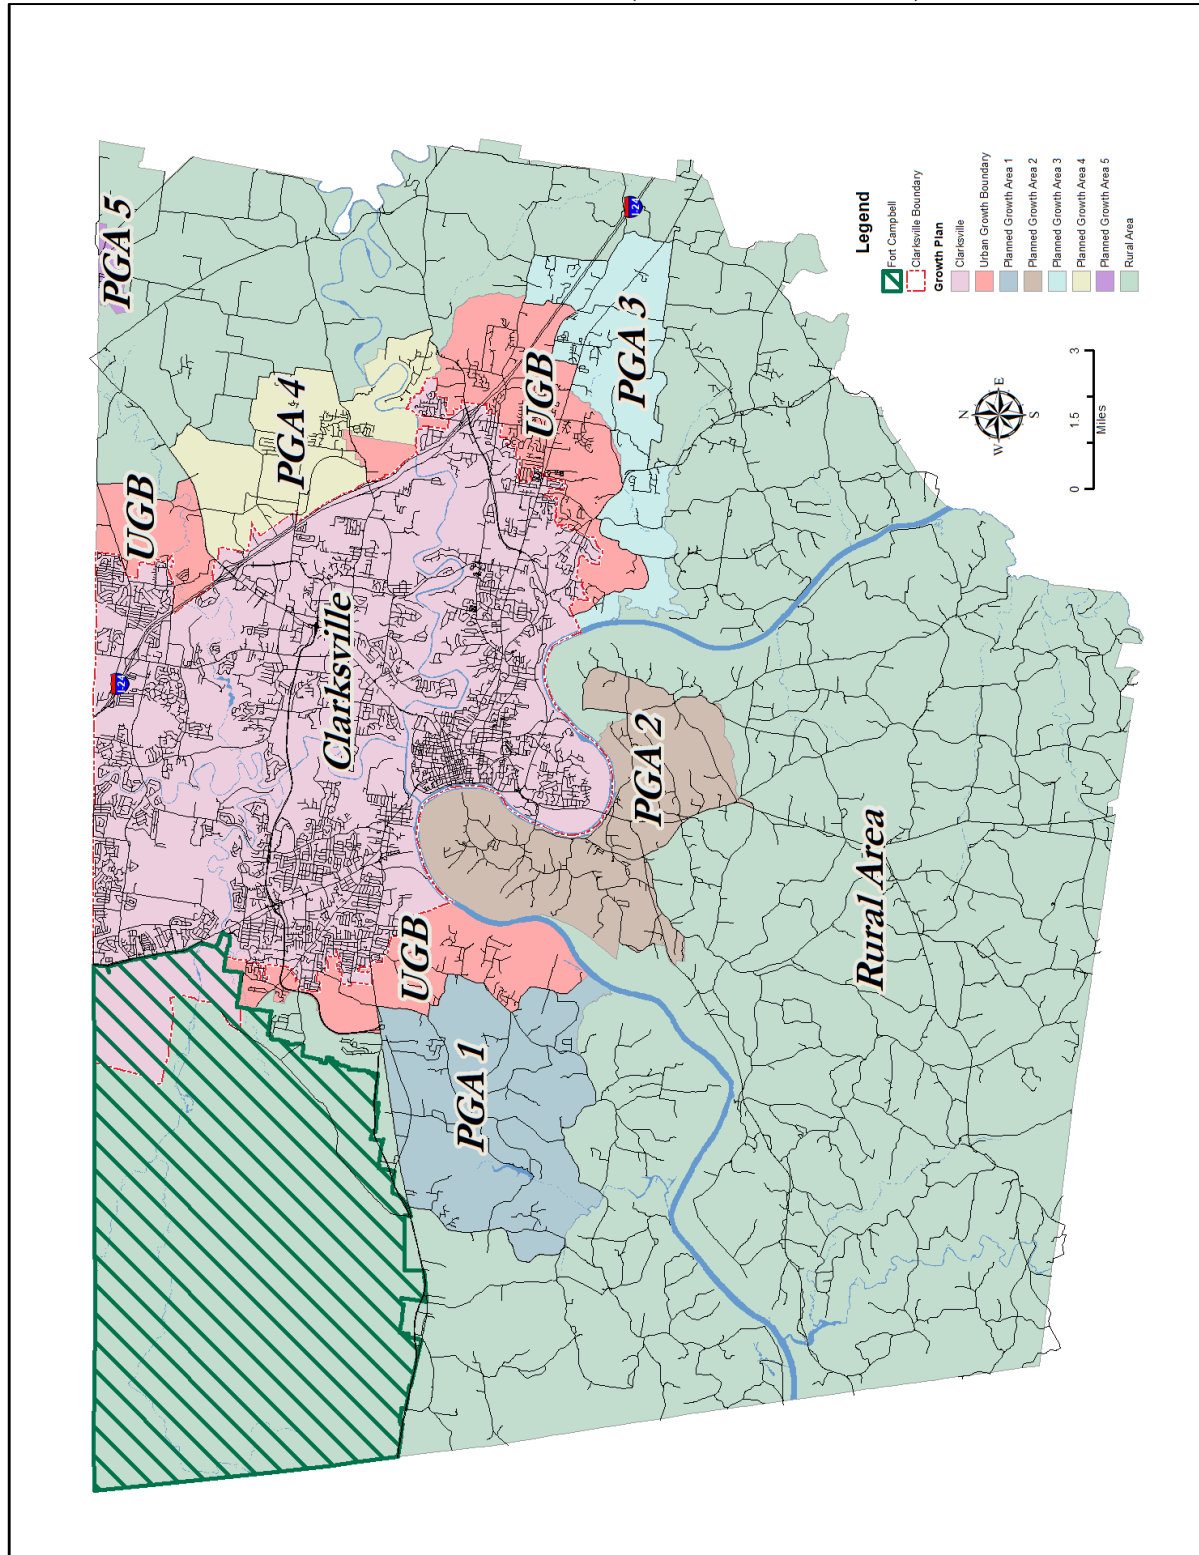 PGA 5
UGB
PGA 4
I-24
Clarksville
UGB
PGA 3
I-24
UGB
PGA 1
PGA 2
Rural Area
N
W
E
S
0
1.5
3
Miles
Legend
Fort Campbell
Clarksville Boundary
Growth Plan
Clarksville
Urban Growth Boundary
Planned Growth Area 1
Planned Growth Area 2
Planned Growth Area 3
Planned Growth Area 4
Planned Growth Area 5
Rural Area